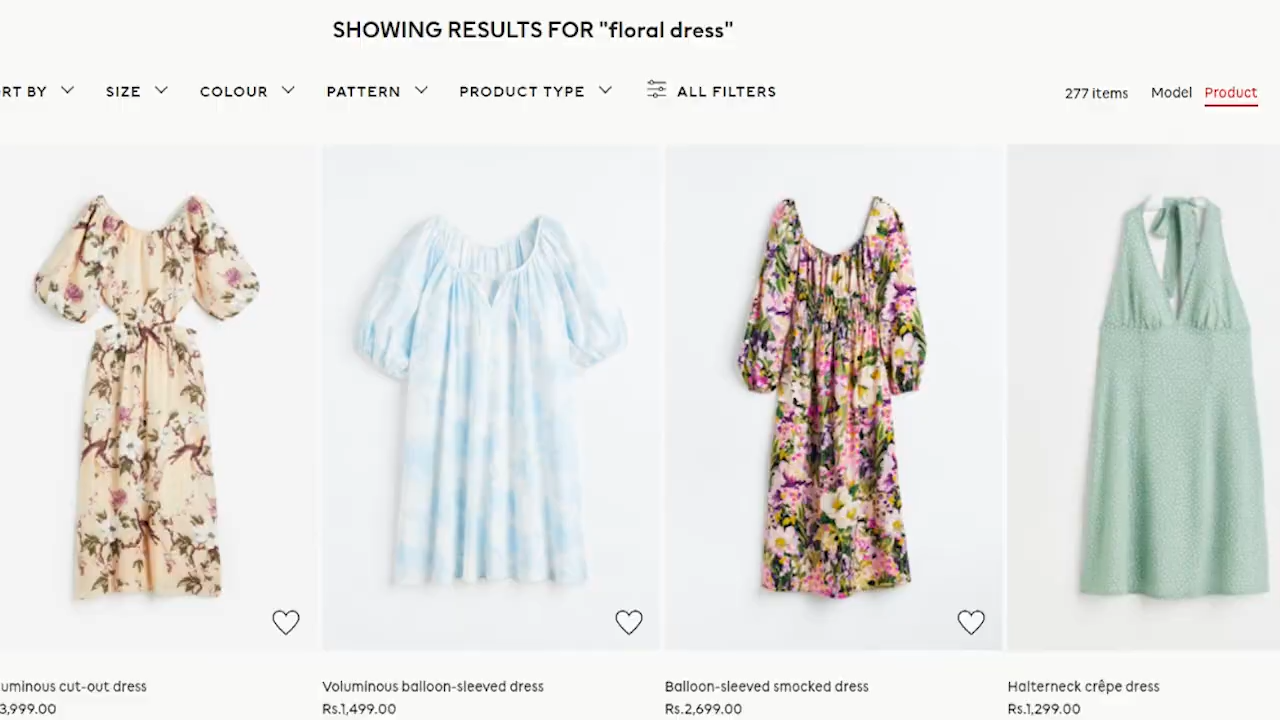 SHOWING RESULTS FOR "floral dress"
RT BY SIZE COLOUR PATTERN PRODUCT TYPE ALL FILTERS 277 items Model Product
uminous cut-out dress Voluminous balloon-sleeved dress Balloon-sleeved smocked dress Halterneck crêpe dress
3,999.00 Rs.1,499.00 Rs.2,699.00 Rs.1,299.00